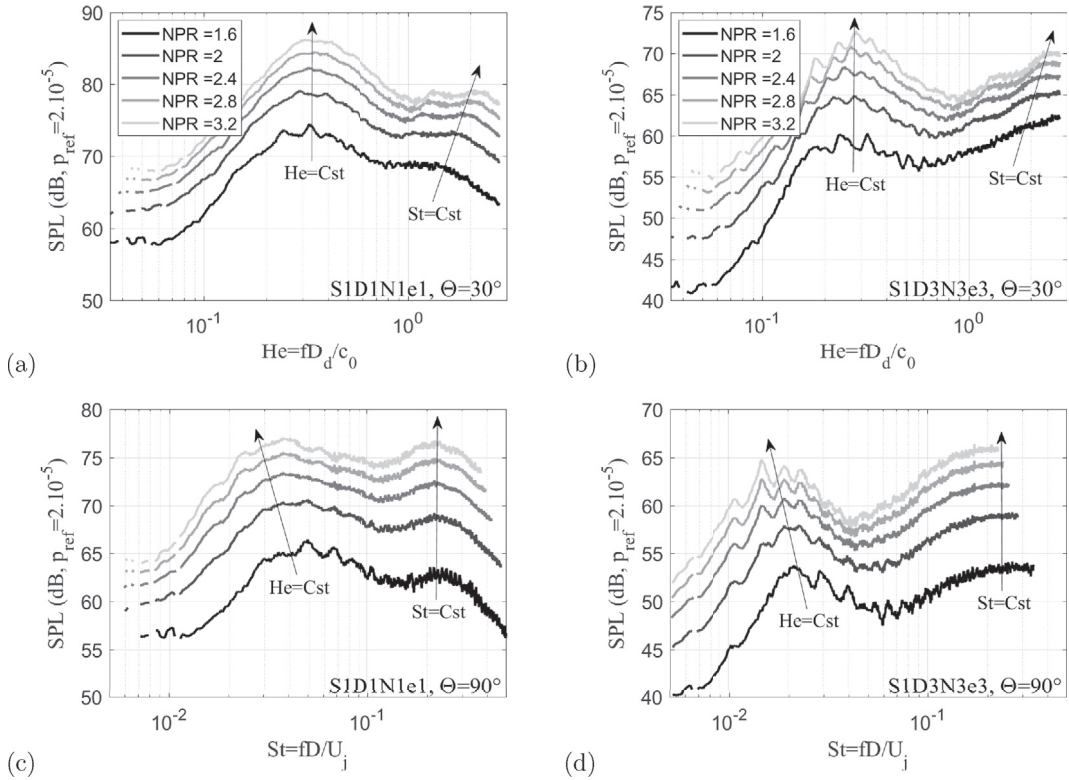 90
85
80
70
60
50
SPL (dB, p_ref=2.10^-5)
NPR =1.6
NPR =2
NPR =2.4
NPR =2.8
NPR =3.2
He=Cst
St=Cst
S1D1N1e1, Θ=30°
10^-1
10^0
He=fD_d/c_0
(a)
75
70
65
60
55
50
45
40
SPL (dB, p_ref=2.10^-5)
NPR =1.6
NPR =2
NPR =2.4
NPR =2.8
NPR =3.2
He=Cst
St=Cst
S1D3N3e3, Θ=30°
10^-1
10^0
He=fD_d/c_0
(b)
80
75
70
65
60
55
50
SPL (dB, p_ref=2.10^-5)
He=Cst
St=Cst
S1D1N1e1, Θ=90°
10^-2
10^-1
St=fD/U_j
(c)
70
65
60
55
50
45
40
SPL (dB, p_ref=2.10^-5)
He=Cst
St=Cst
S1D3N3e3, Θ=90°
10^-2
10^-1
St=fD/U_j
(d)